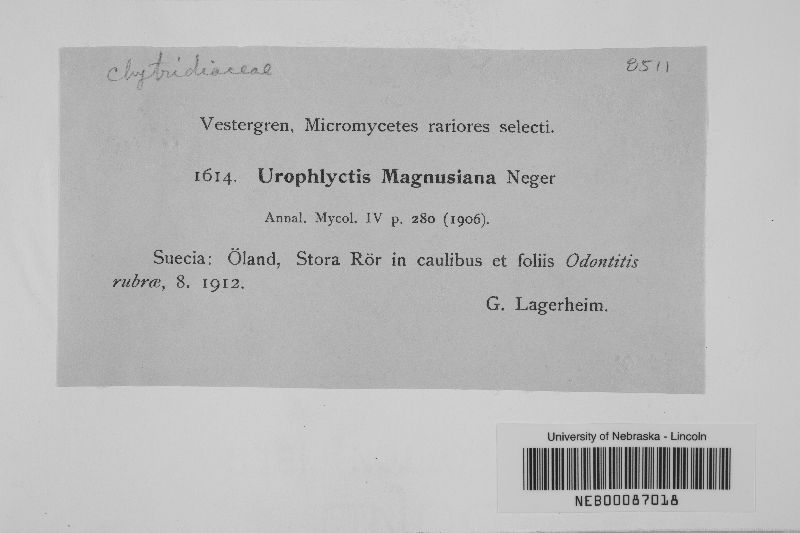 chytridiaceae 8511
Vestergren, Micromycetes rariores selecti.
1614. Urophlyctis Magnusiana Neger
Annal. Mycol. IV p. 280 (1906).
Suecia: Öland, Stora Rör in caulibus et foliis Odontitis
rubræ, 8. 1912.
G. Lagerheim.
University of Nebraska - Lincoln
NEB00087018